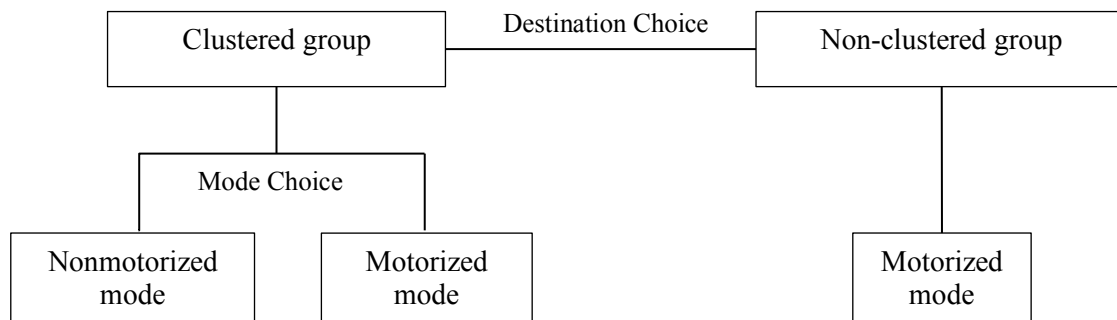 Clustered group
Destination Choice
Non-clustered group
Mode Choice
Nonmotorized
mode
Motorized
mode
Motorized
mode